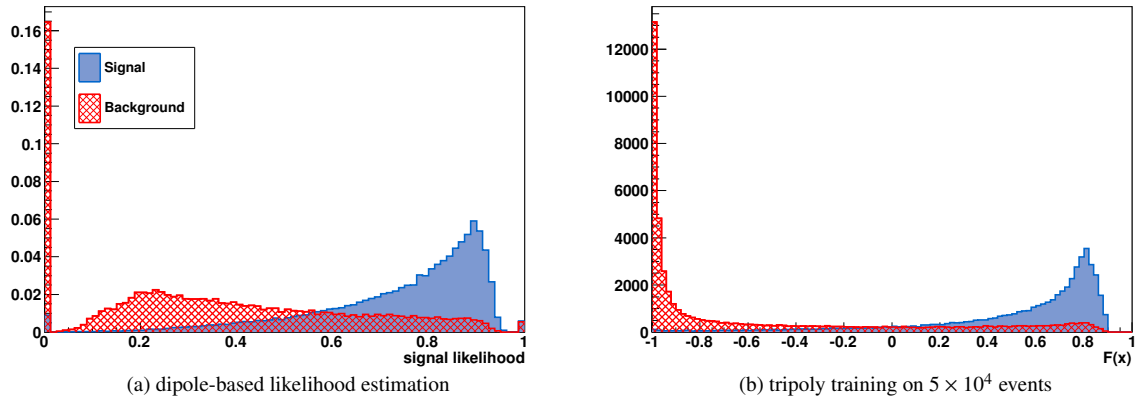 0.16
0.14
0.12
0.1
0.08
0.06
0.04
0.02
0
Signal
Background
0 0.2 0.4 0.6 0.8 1
signal likelihood
(a) dipole-based likelihood estimation
12000
10000
8000
6000
4000
2000
0
-1 -0.8 -0.6 -0.4 -0.2 0 0.2 0.4 0.6 0.8 1
F(x)
(b) tripoly training on 5 × 10⁴ events